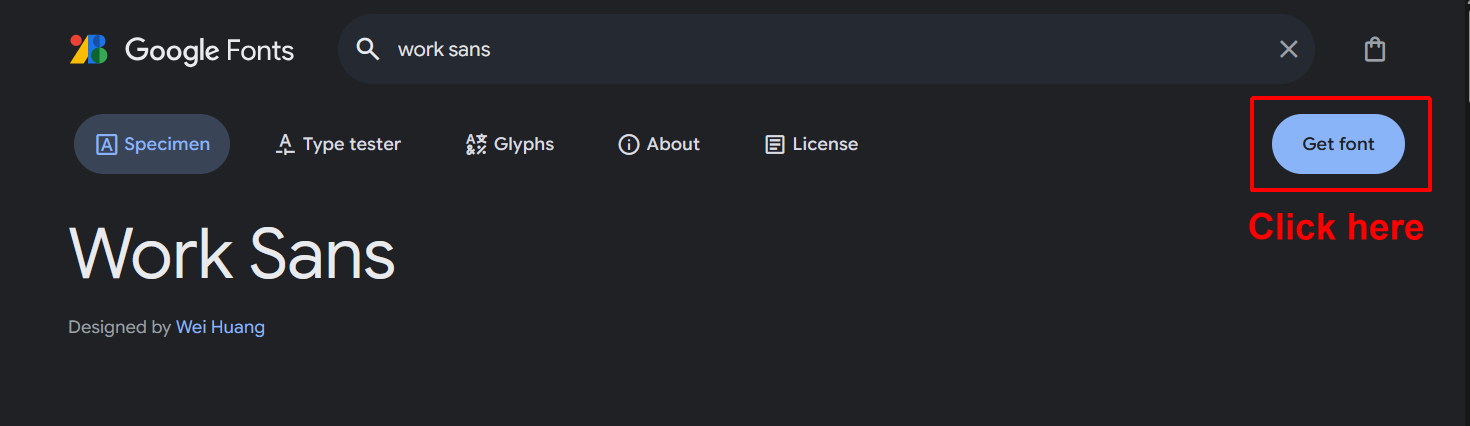 Google Fonts
work sans
Specimen
Type tester
Glyphs
About
License
Get font
Click here
Work Sans
Designed by Wei Huang